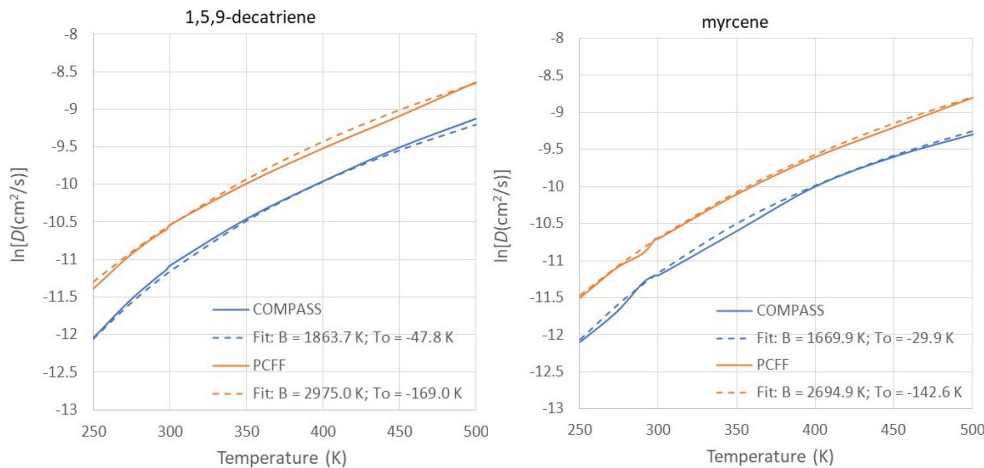 1,5,9-decatriene
-8
-8.5
-9
-9.5
-10
-10.5
-11
-11.5
-12
-12.5
-13
ln[D(cm²/s)]
COMPASS
Fit: B = 1863.7 K; To = -47.8 K
PCFF
Fit: B = 2975.0 K; To = -169.0 K
250 300 350 400 450 500
Temperature (K)
myrcene
-8
-8.5
-9
-9.5
-10
-10.5
-11
-11.5
-12
-12.5
-13
ln[D(cm²/s)]
COMPASS
Fit: B = 1669.9 K; To = -29.9 K
PCFF
Fit: B = 2694.9 K; To = -142.6 K
250 300 350 400 450 500
Temperature (K)